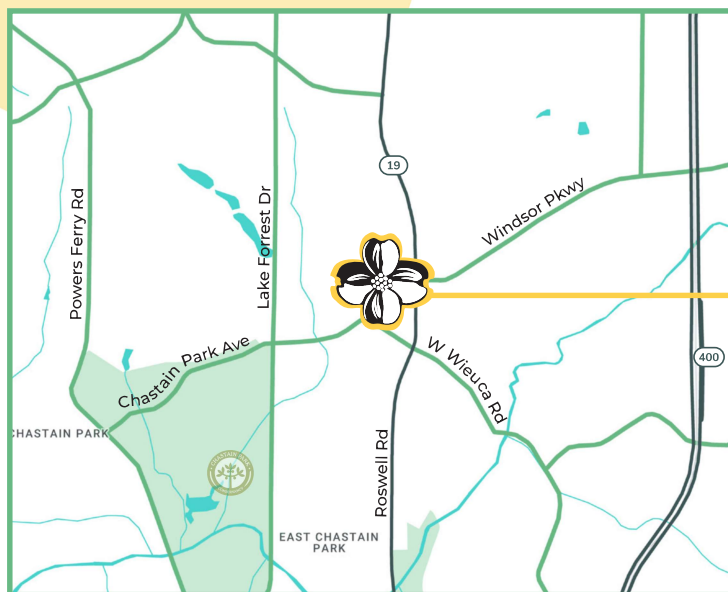 19
Windsor Pkwy
Powers Ferry Rd
Lake Forrest Dr
Chastain Park Ave
W Wieuca Rd
400
CHASTAIN PARK
Roswell Rd
EAST CHASTAIN
PARK